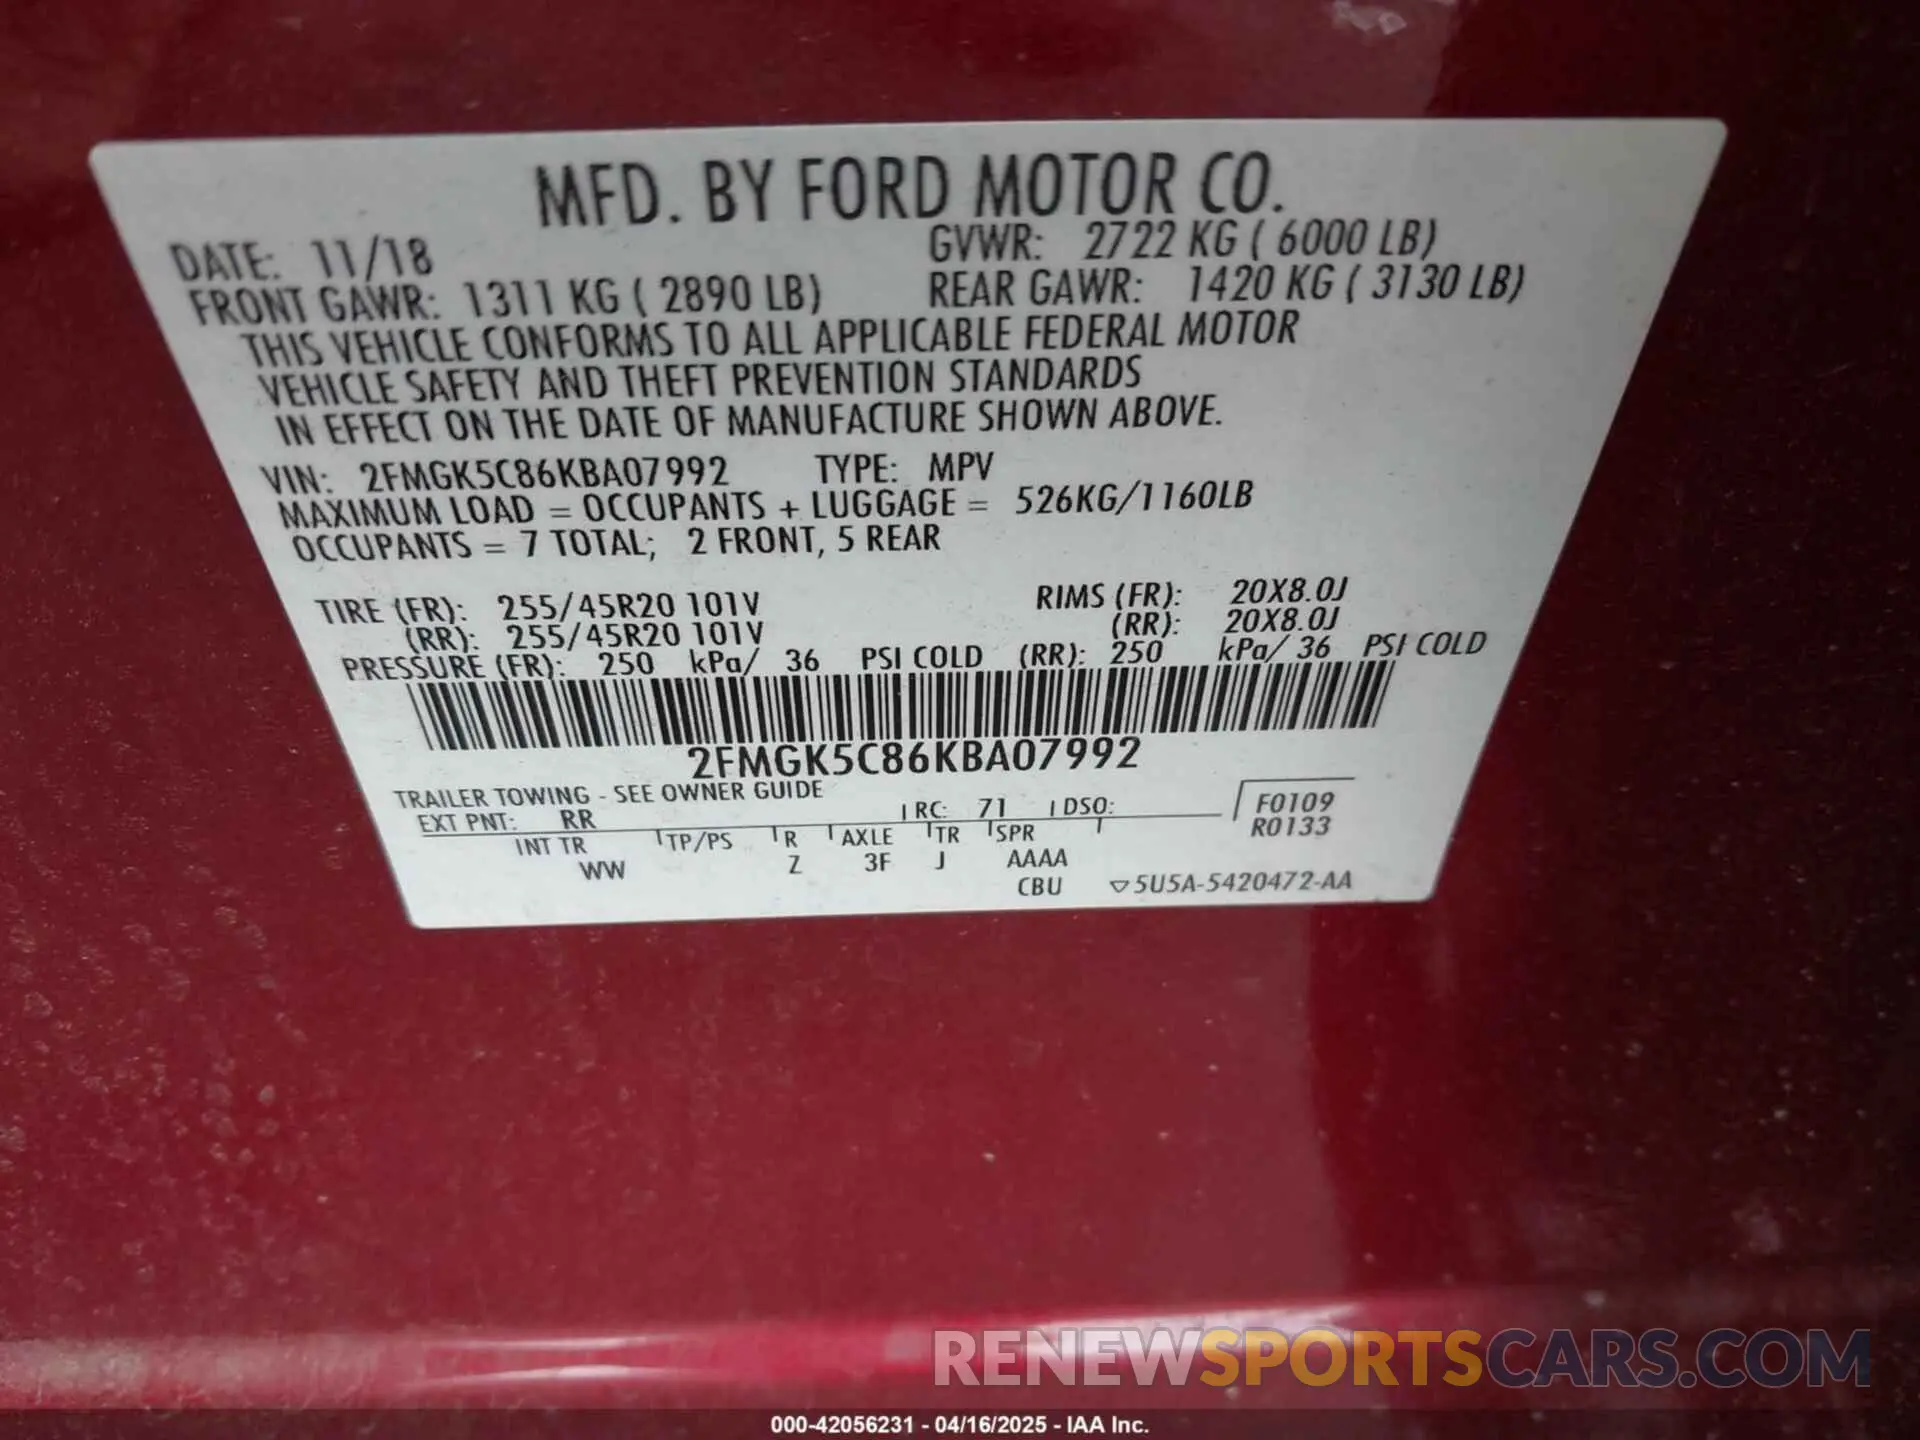 MFD. BY FORD MOTOR CO.
DATE: 11/18 GVWR: 2722 KG ( 6000 LB)
FRONT GAWR: 1311 KG ( 2890 LB) REAR GAWR: 1420 KG ( 3130 LB)
THIS VEHICLE CONFORMS TO ALL APPLICABLE FEDERAL MOTOR
VEHICLE SAFETY AND THEFT PREVENTION STANDARDS
IN EFFECT ON THE DATE OF MANUFACTURE SHOWN ABOVE.
VIN: 2FMGK5C86KBA07992 TYPE: MPV
MAXIMUM LOAD = OCCUPANTS + LUGGAGE = 526KG/1160LB
OCCUPANTS = 7 TOTAL; 2 FRONT, 5 REAR
TIRE (FR): 255/45R20 101V RIMS (FR): 20X8.0J
(RR): 255/45R20 101V (RR): 20X8.0J
PRESSURE (FR): 250 kPa/ 36 PSI COLD (RR): 250 kPa/ 36 PSI COLD
2FMGK5C86KBA07992
TRAILER TOWING - SEE OWNER GUIDE
EXT PNT: RR RC: 71 DSO: F0109
R0133
INT TR TP/PS R AXLE TR SPR
WW Z 3F J AAAA
CBU ▽5U5A-5420472-AA
RENEWSPORTSCARS.COM
000-42056231 - 04/16/2025 - IAA Inc.